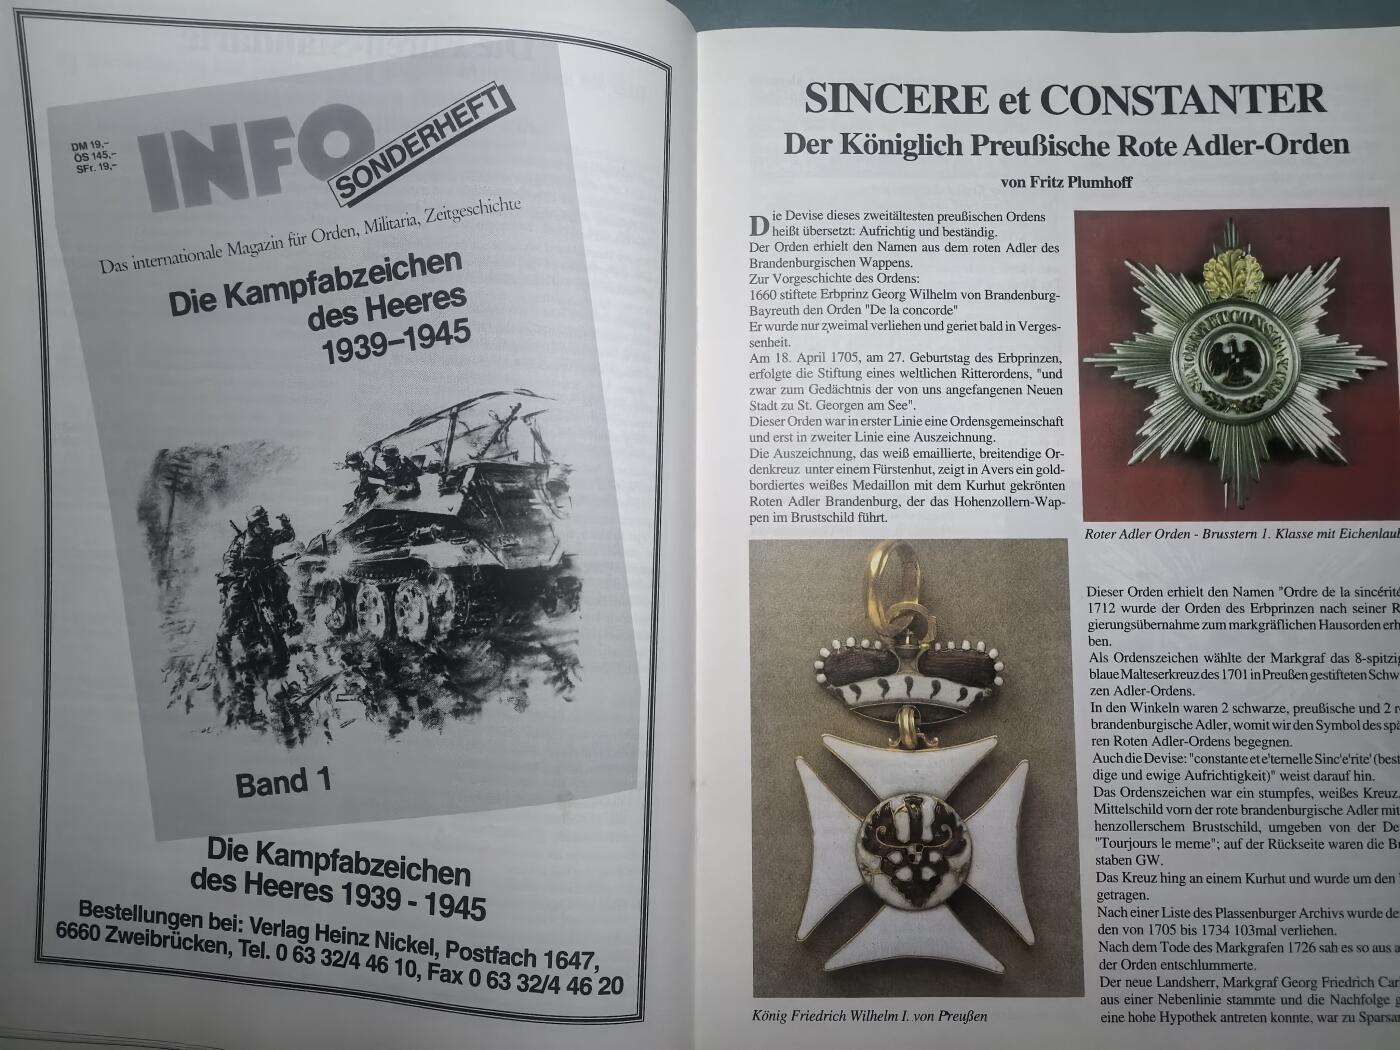 DM 19,-
ÖS 145,-
SFr. 19,-
INFO
SONDERHEFT
Das internationale Magazin für Orden, Militaria, Zeitgeschichte
Die Kampfabzeichen
des Heeres
1939–1945
Band 1
Die Kampfabzeichen
des Heeres 1939 - 1945
Bestellungen bei: Verlag Heinz Nickel, Postfach 1647,
6660 Zweibrücken, Tel. 0 63 32/4 46 10, Fax 0 63 32/4 46 20
SINCERE et CONSTANTER
Der Königlich Preußische Rote Adler-Orden
von Fritz Plumhoff
Die Devise dieses zweitältesten preußischen Ordens
heißt übersetzt: Aufrichtig und beständig.
Der Orden erhielt den Namen aus dem roten Adler des
Brandenburgischen Wappens.
Zur Vorgeschichte des Ordens:
1660 stiftete Erbprinz Georg Wilhelm von Brandenburg-
Bayreuth den Orden "De la concorde"
Er wurde nur zweimal verliehen und geriet bald in Verges-
senheit.
Am 18. April 1705, am 27. Geburtstag des Erbprinzen,
erfolgte die Stiftung eines weltlichen Ritterordens, "und
zwar zum Gedächtnis der von uns angefangenen Neuen
Stadt zu St. Georgen am See".
Dieser Orden war in erster Linie eine Ordensgemeinschaft
und erst in zweiter Linie eine Auszeichnung.
Die Auszeichnung, das weiß emaillierte, breitendige Or-
denkreuz unter einem Fürstenhut, zeigt in Avers ein gold-
bordiertes weißes Medaillon mit dem Kurhut gekrönten
Roten Adler Brandenburg, der das Hohenzollern-Wap-
pen im Brustschild führt.
König Friedrich Wilhelm I. von Preußen
Roter Adler Orden - Brusstern 1. Klasse mit Eichenlaub
Dieser Orden erhielt den Namen "Ordre de la sincérité
1712 wurde der Orden des Erbprinzen nach seiner R
gierungsübernahme zum markgräflichen Hausorden erh
ben.
Als Ordenszeichen wählte der Markgraf das 8-spitzig
blaue Malteserkreuz des 1701 in Preußen gestifteten Schw
zen Adler-Ordens.
In den Winkeln waren 2 schwarze, preußische und 2 r
brandenburgische Adler, womit wir den Symbol des spä
ren Roten Adler-Ordens begegnen.
Auch die Devise: "constante et e'ternelle Sinc'e'rite' (best
dige und ewige Aufrichtigkeit)" weist darauf hin.
Das Ordenszeichen war ein stumpfes, weißes Kreuz,
Mittelschild vorn der rote brandenburgische Adler mit
henzollerschem Brustschild, umgeben von der De
"Tourjours le meme"; auf der Rückseite waren die Bu
staben GW.
Das Kreuz hing an einem Kurhut und wurde um den
getragen.
Nach einer Liste des Plassenburger Archivs wurde de
den von 1705 bis 1734 103mal verliehen.
Nach dem Tode des Markgrafen 1726 sah es so aus a
der Orden entschlummerte.
Der neue Landsherr, Markgraf Georg Friedrich Car
aus einer Nebenlinie stammte und die Nachfolge g
eine hohe Hypothek antreten konnte, war zu Sparsa